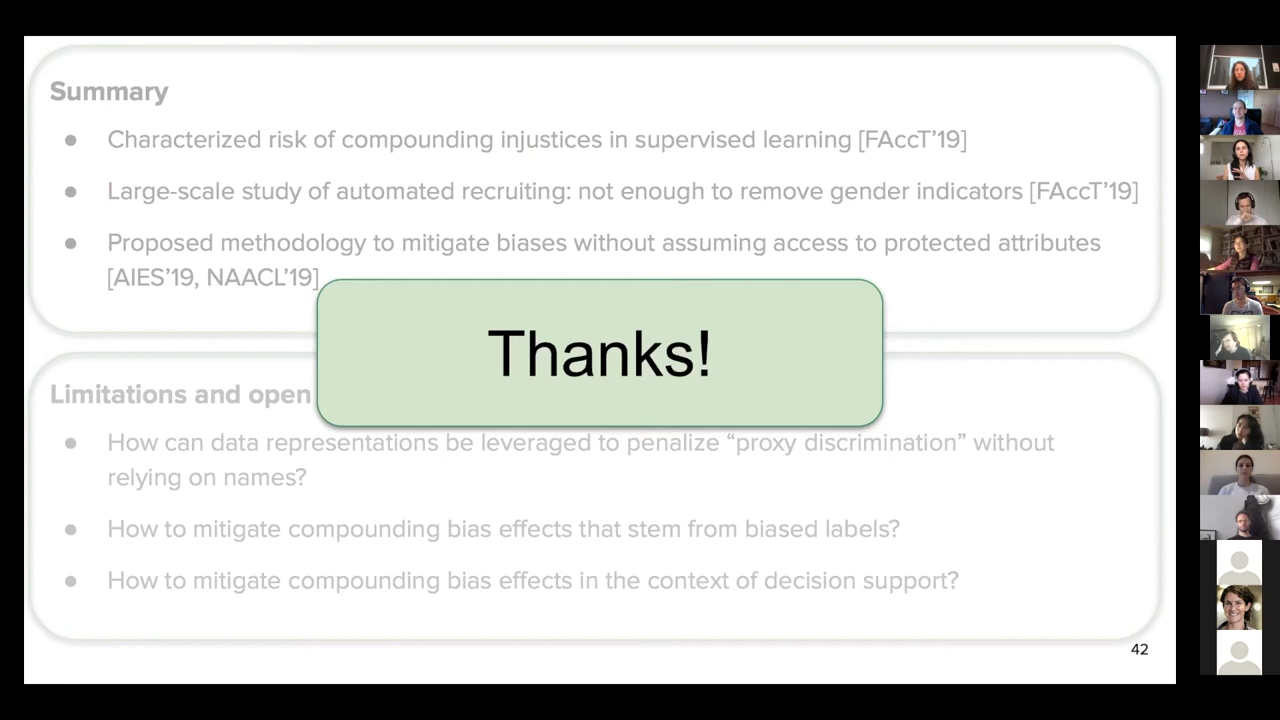 Summary
● Characterized risk of compounding injustices in supervised learning [FAccT’19]
● Large-scale study of automated recruiting: not enough to remove gender indicators [FAccT’19]
● Proposed methodology to mitigate biases without assuming access to protected attributes
[AIES’19, NAACL’19]
Thanks!
Limitations and open
● How can data representations be leveraged to penalize “proxy discrimination” without
relying on names?
● How to mitigate compounding bias effects that stem from biased labels?
● How to mitigate compounding bias effects in the context of decision support?
42